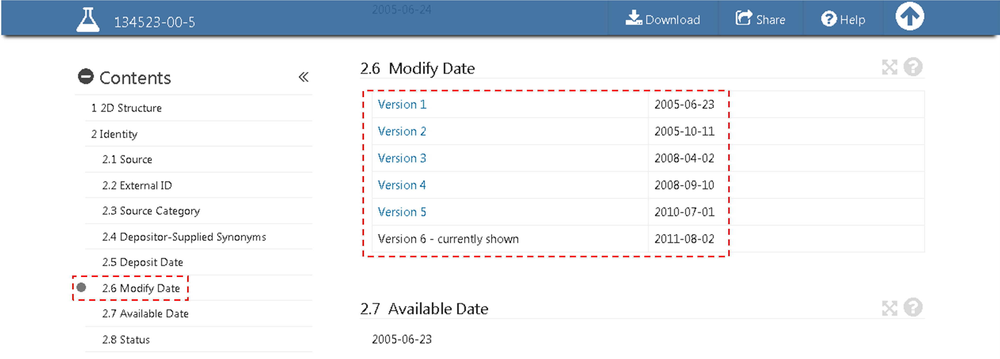 2005-06-24
134523-00-5
Download
Share
Help
Contents
1 2D Structure
2 Identity
2.1 Source
2.2 External ID
2.3 Source Category
2.4 Depositor-Supplied Synonyms
2.5 Deposit Date
2.6 Modify Date
2.7 Available Date
2.8 Status
2.6 Modify Date
Version 1 2005-06-23
Version 2 2005-10-11
Version 3 2008-04-02
Version 4 2008-09-10
Version 5 2010-07-01
Version 6 - currently shown 2011-08-02
2.7 Available Date
2005-06-23